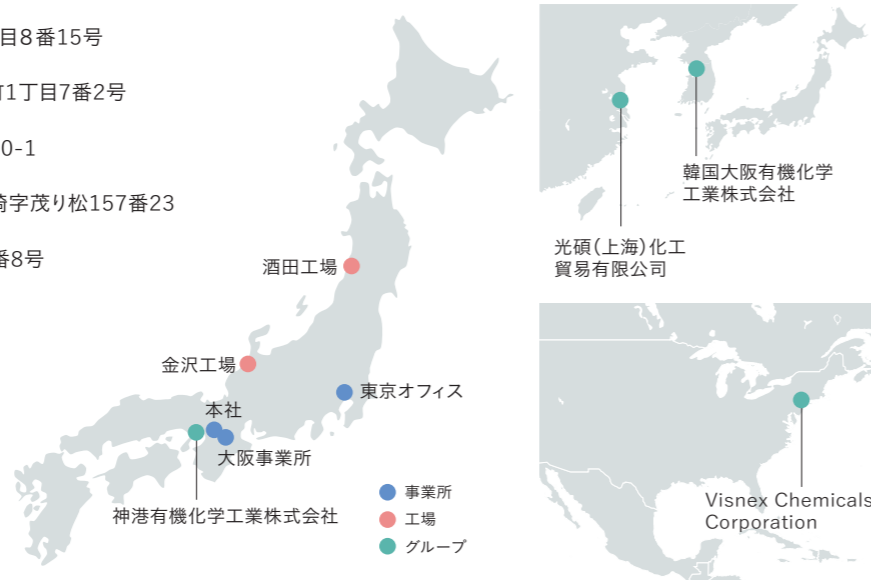 目8番15号
1丁目7番2号
0-1
字茂り松157番23
番8号
酒田工場
金沢工場
東京オフィス
本社
大阪事業所
神港有機化学工業株式会社
事業所
工場
グループ
韓国大阪有機化学
工業株式会社
光碩(上海)化工
貿易有限公司
Visnex Chemicals
Corporation